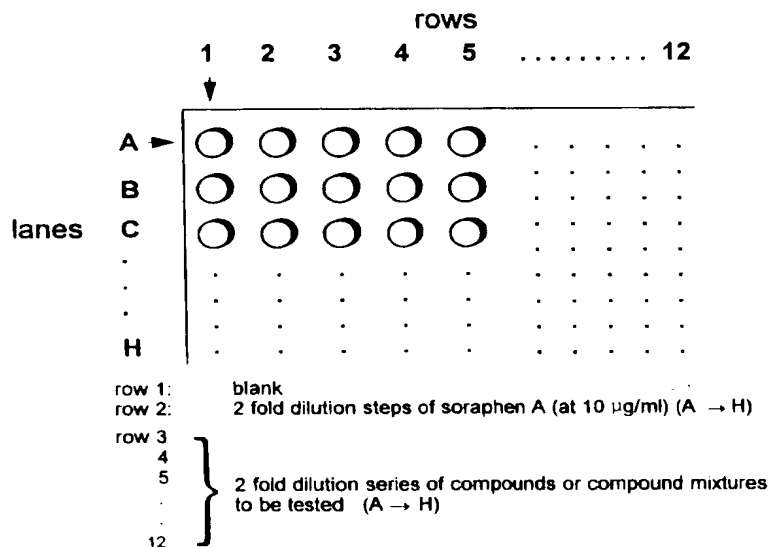 rows
1 2 3 4 5 ......... 12
A
B
lanes C
.
.
.
H
row 1: blank
row 2: 2 fold dilution steps of soraphen A (at 10 µg/ml) (A → H)
row 3
4
5 2 fold dilution series of compounds or compound mixtures
. to be tested (A → H)
.
12